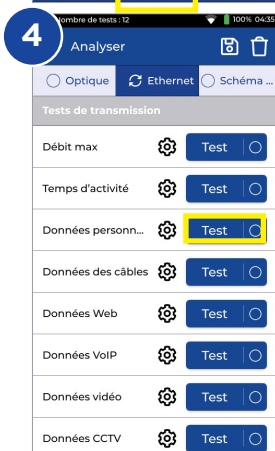 4
Nombre de tests : 12 100% 04:35
Analyser
Optique Ethernet Schéma ...
Tests de transmission
Débit max Test
Temps d'activité Test
Données personn... Test
Données des câbles Test
Données Web Test
Données VoIP Test
Données vidéo Test
Données CCTV Test